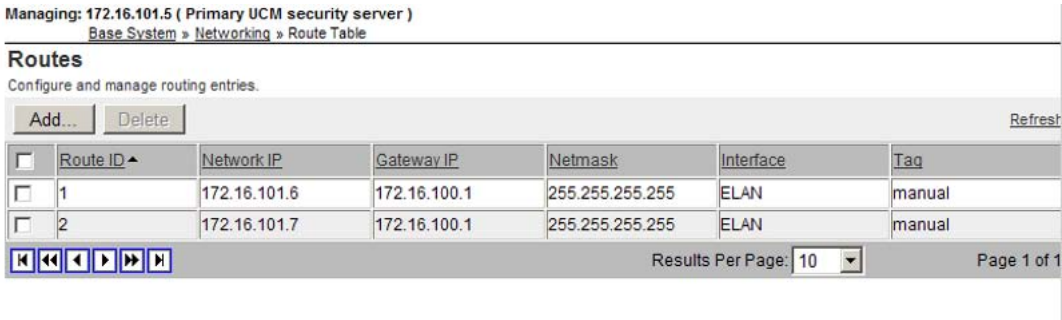 Managing: 172.16.101.5 ( Primary UCM security server )
Base System » Networking » Route Table
Routes
Configure and manage routing entries.
Add... Delete Refresh
Route ID Network IP Gateway IP Netmask Interface Tag
1 172.16.101.6 172.16.100.1 255.255.255.255 ELAN manual
2 172.16.101.7 172.16.100.1 255.255.255.255 ELAN manual
Results Per Page: 10 Page 1 of 1